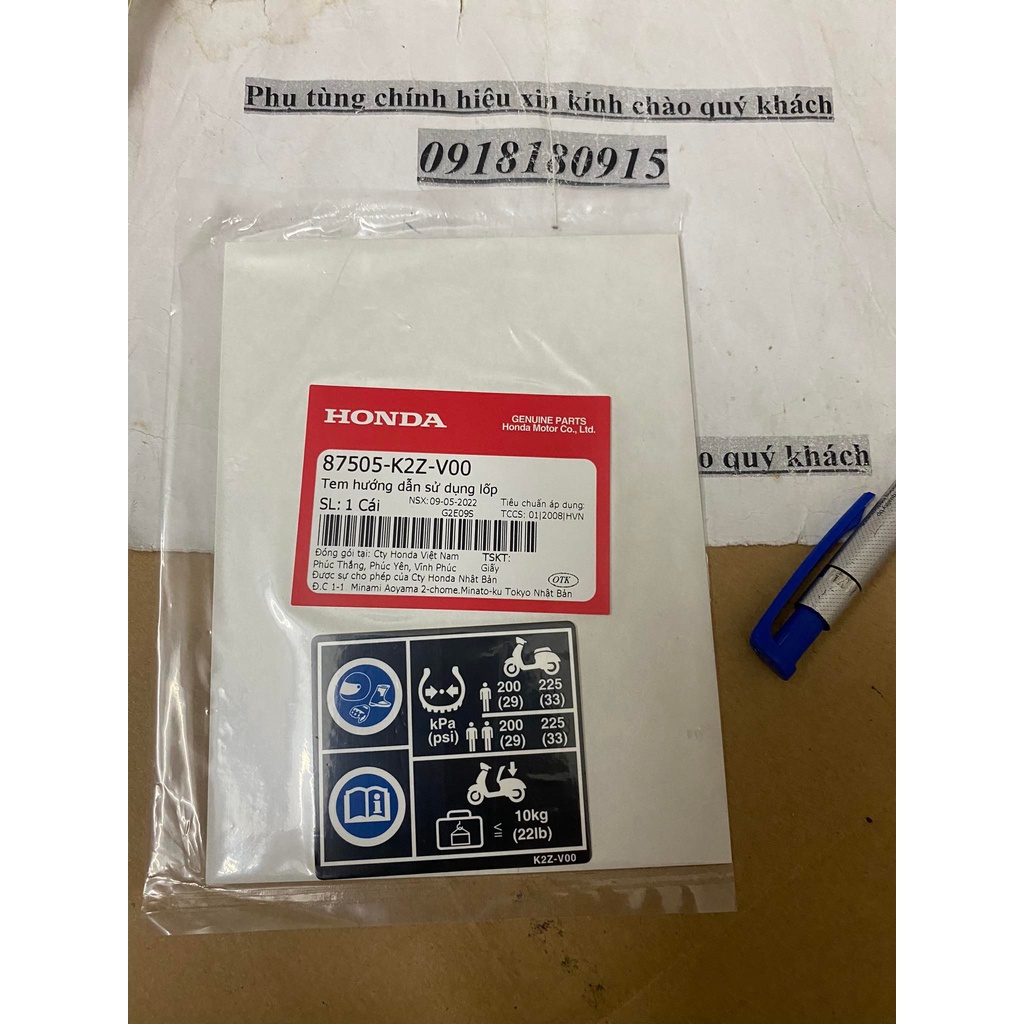 Phụ tùng chính hiệu xin kính chào quý khách
0918180915
o quý khách
HONDA
GENUINE PARTS
Honda Motor Co., Ltd.
87505-K2Z-V00
Tem hướng dẫn sử dụng lốp
SL: 1 Cái
NSX: 09-05-2022
G2E09S
Tiêu chuẩn áp dụng:
TCCS: 01|2008|HVN
Đóng gói tại: Cty Honda Việt Nam
TSKT:
Phúc Thắng, Phúc Yên, Vĩnh Phúc
Giấy
Được sự cho phép của Cty Honda Nhật Bản
OTK
Đ.C 1-1 Minami Aoyama 2-chome.Minato-ku Tokyo Nhật Bản
kPa
(psi)
200 225
(29) (33)
200 225
(29) (33)
≤ 10kg
(22lb)
K2Z-V00